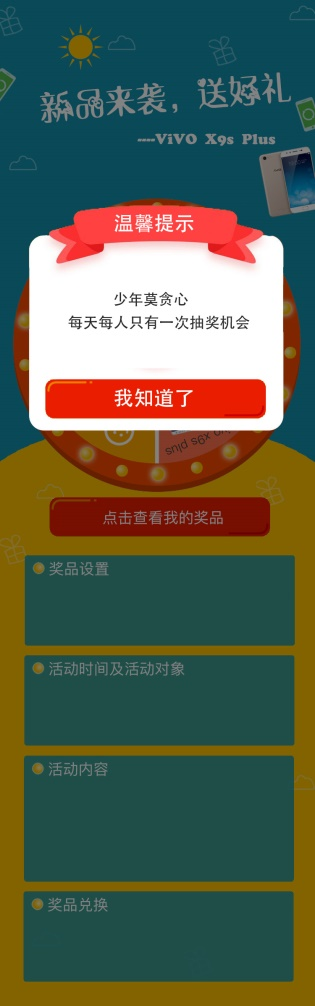 新品来袭，送好礼
----ViVO X9s Plus
温馨提示
少年莫贪心
每天每人只有一次抽奖机会
我知道了
vivo x9s plus
点击查看我的奖品
奖品设置
活动时间及活动对象
活动内容
奖品兑换